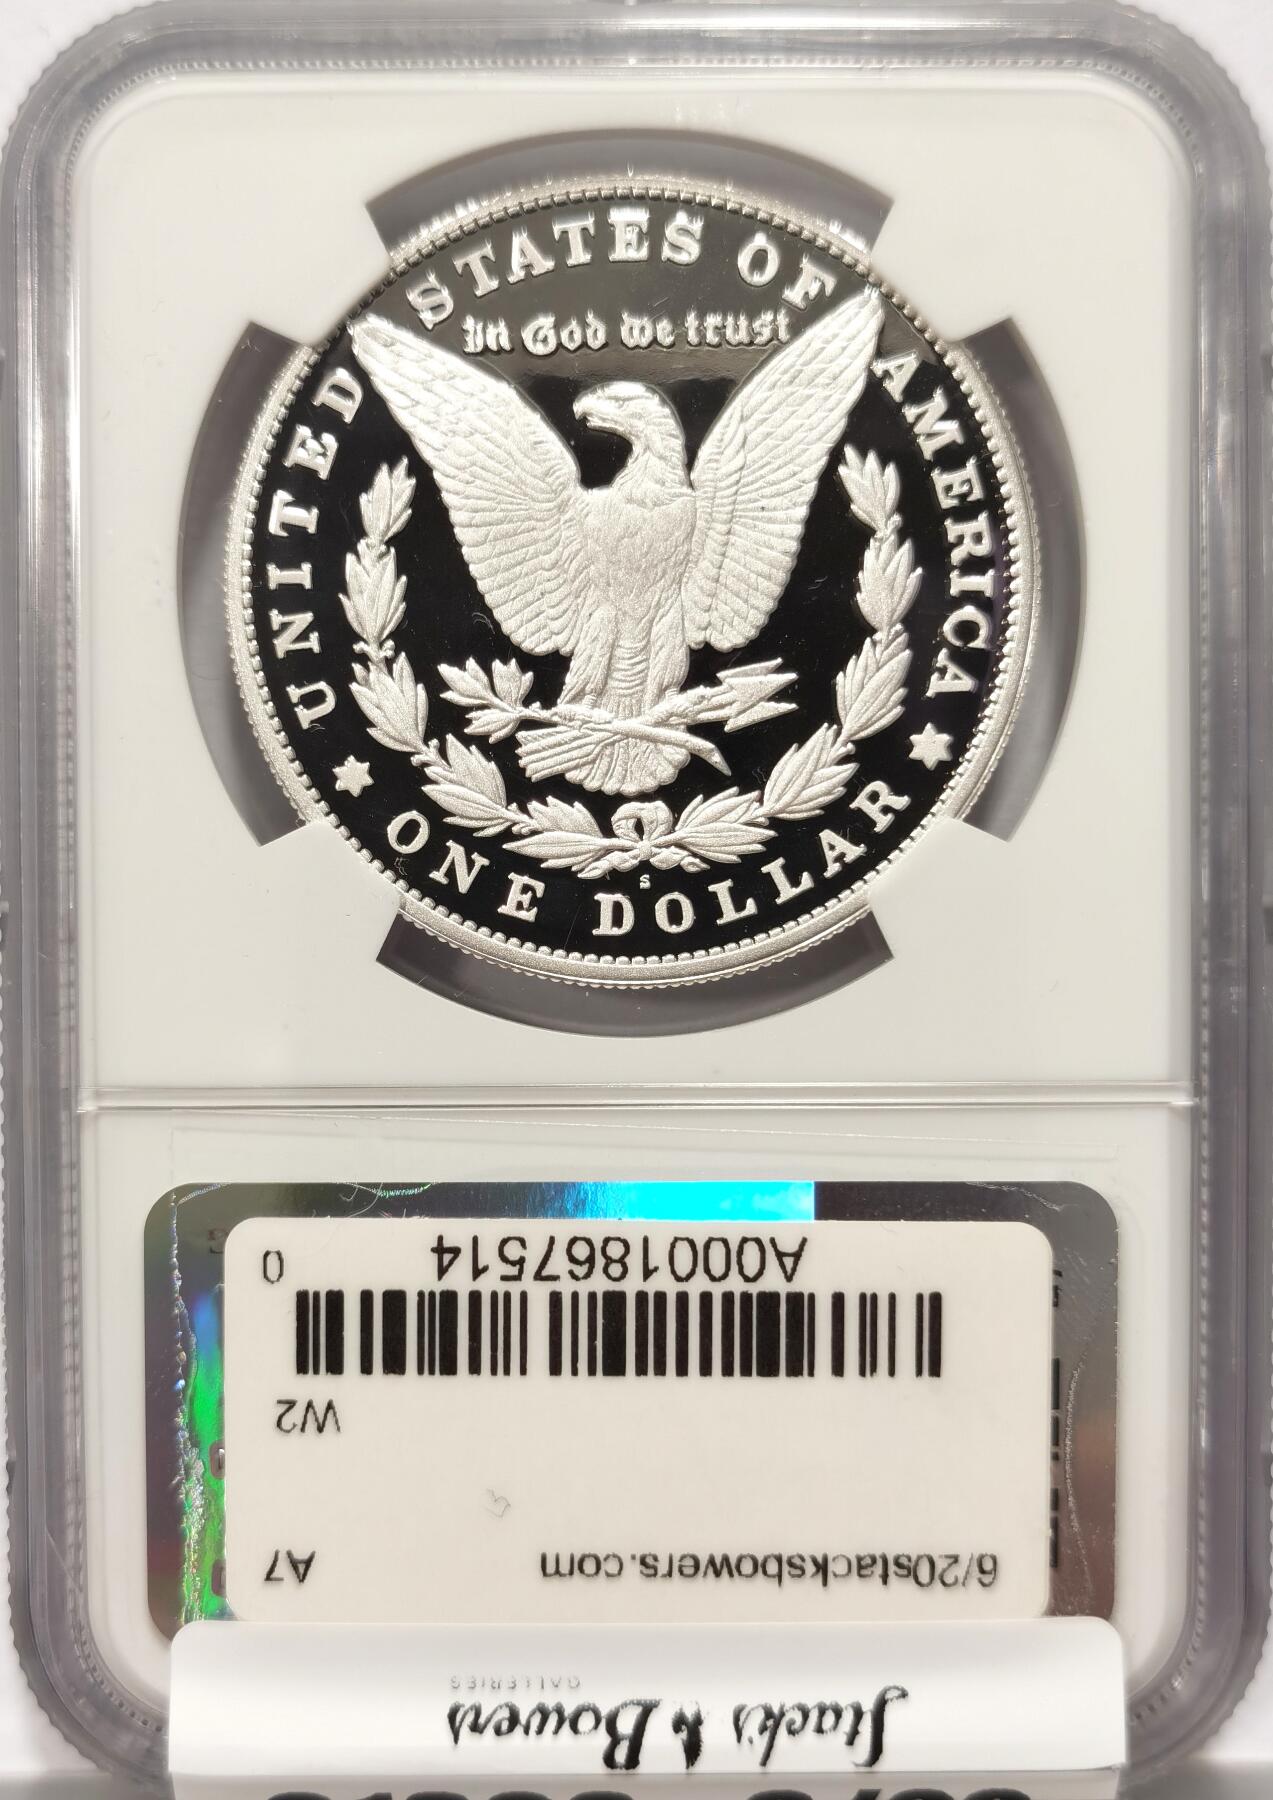 UNITED STATES OF AMERICA
In God we trust
S
ONE DOLLAR
Stack's & Bowers
GALLERIES
6/20stacksbowers.com A7
W2
A0001867514 0